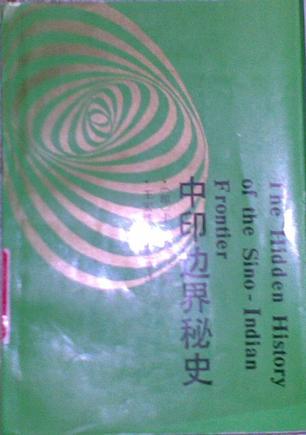 The Hidden History
of the Sino-Indian
Frontier
中印边界秘史